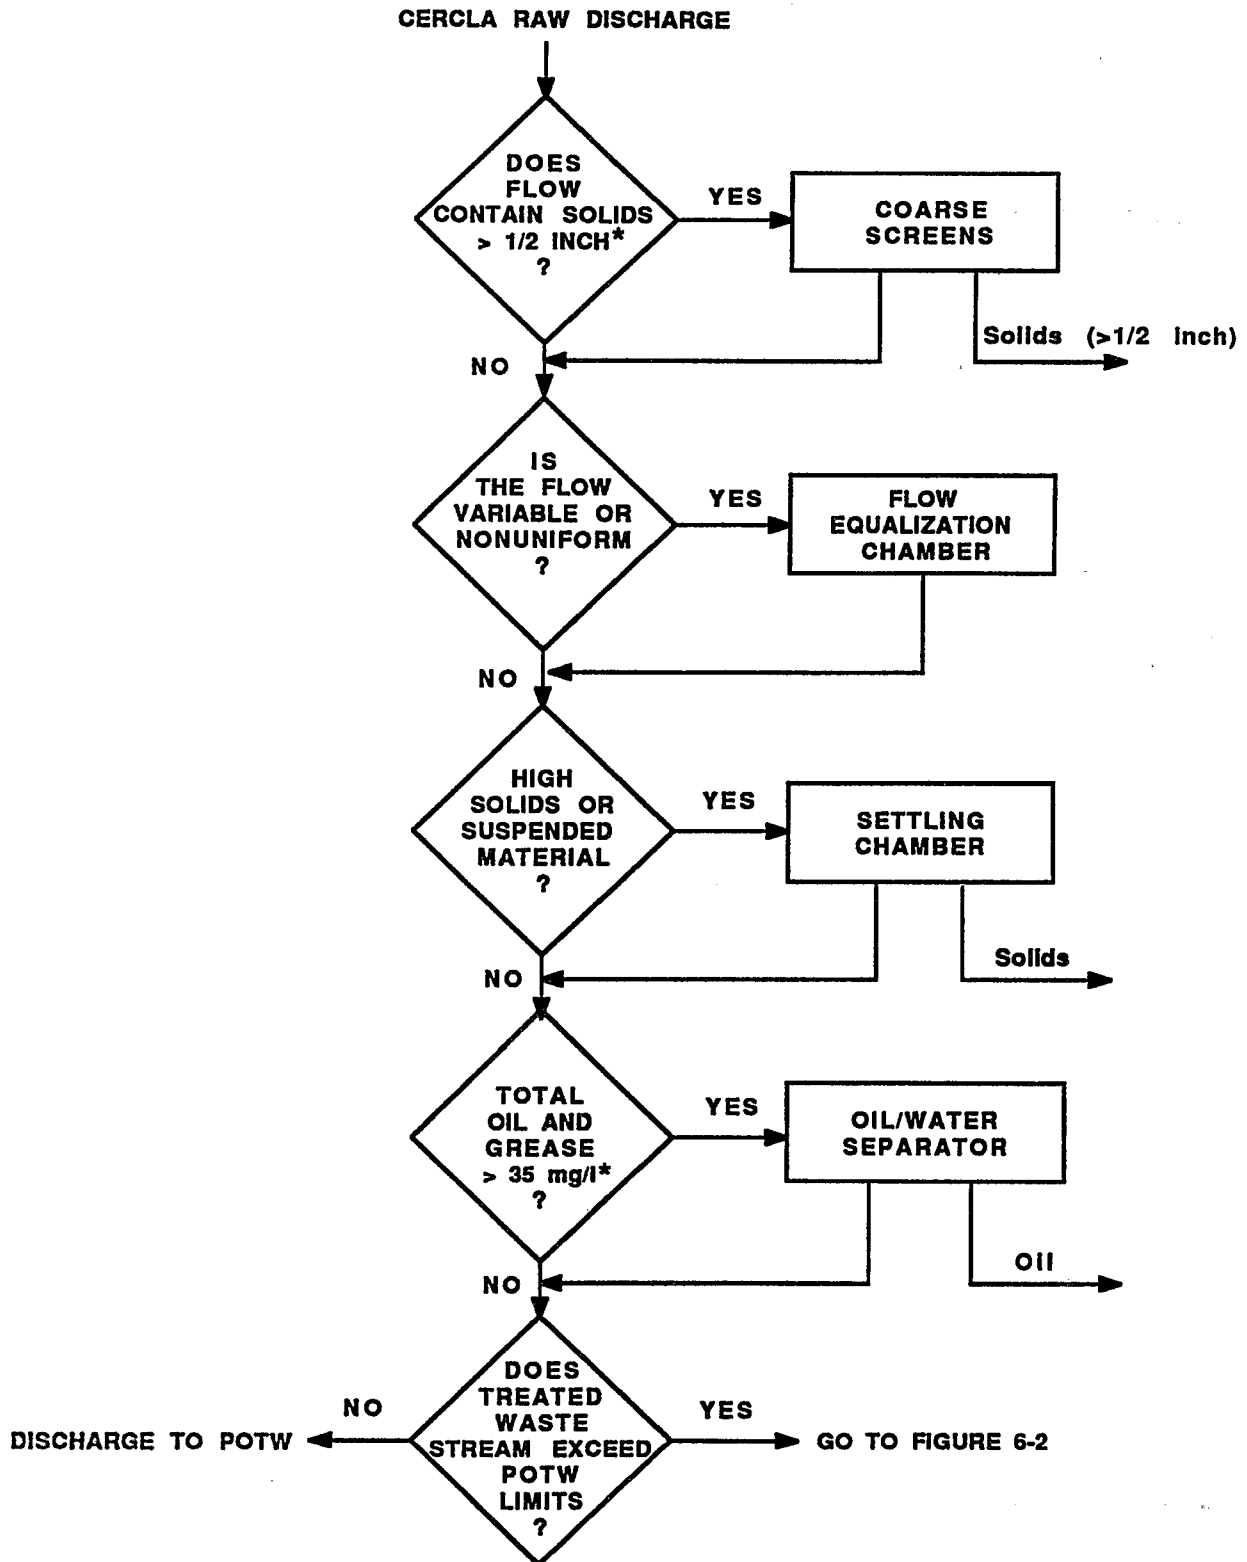 CERCLA RAW DISCHARGE
DOES
FLOW
CONTAIN SOLIDS
> 1/2 INCH*
?
YES
COARSE
SCREENS
Solids (>1/2 Inch)
NO
IS
THE FLOW
VARIABLE OR
NONUNIFORM
?
YES
FLOW
EQUALIZATION
CHAMBER
NO
HIGH
SOLIDS OR
SUSPENDED
MATERIAL
?
YES
SETTLING
CHAMBER
Solids
NO
TOTAL
OIL AND
GREASE
> 35 mg/l*
?
YES
OIL/WATER
SEPARATOR
Oil
NO
DOES
TREATED
WASTE
STREAM EXCEED
POTW
LIMITS
?
NO
DISCHARGE TO POTW
YES
GO TO FIGURE 6-2